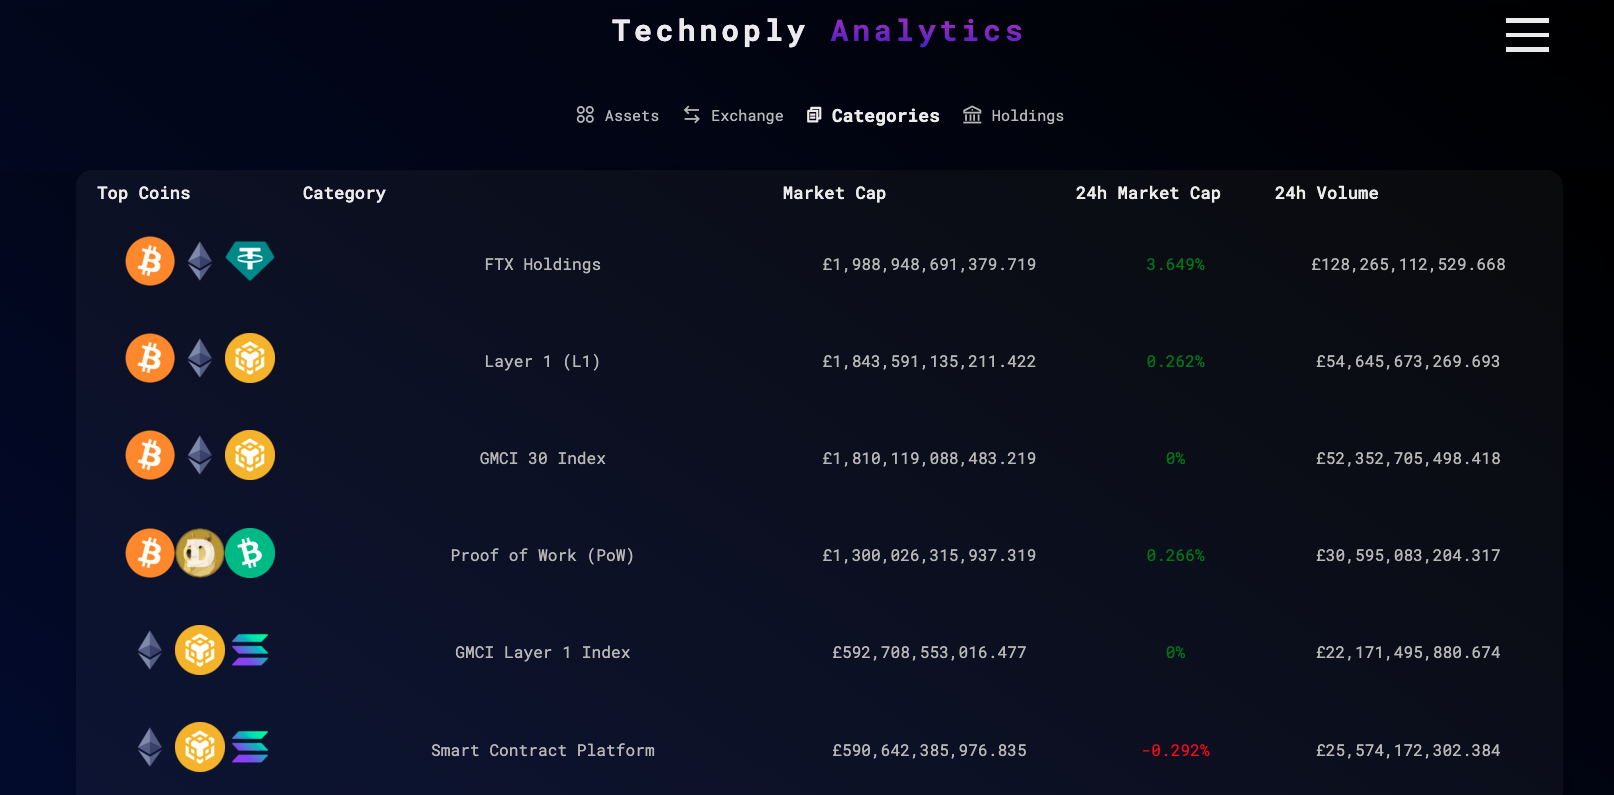 Technoply Analytics
Assets Exchange Categories Holdings
Top Coins Category Market Cap 24h Market Cap 24h Volume
FTX Holdings £1,988,948,691,379.719 3.649% £128,265,112,529.668
Layer 1 (L1) £1,843,591,135,211.422 0.262% £54,645,673,269.693
GMCI 30 Index £1,810,119,088,483.219 0% £52,352,705,498.418
Proof of Work (PoW) £1,300,026,315,937.319 0.266% £30,595,083,204.317
GMCI Layer 1 Index £592,708,553,016.477 0% £22,171,495,880.674
Smart Contract Platform £590,642,385,976.835 -0.292% £25,574,172,302.384